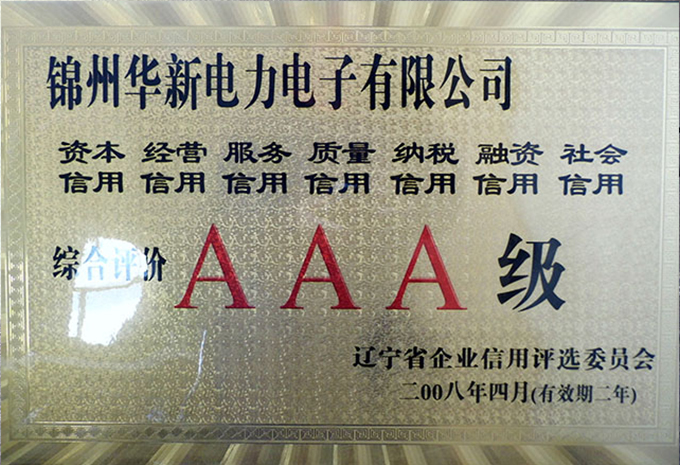 锦州华新电力电子有限公司
资本 经营 服务 质量 纳税 融资 社会
信用 信用 信用 信用 信用 信用 信用
综合评价 AAA级
辽宁省企业信用评选委员会
二00八年四月(有效期二年)